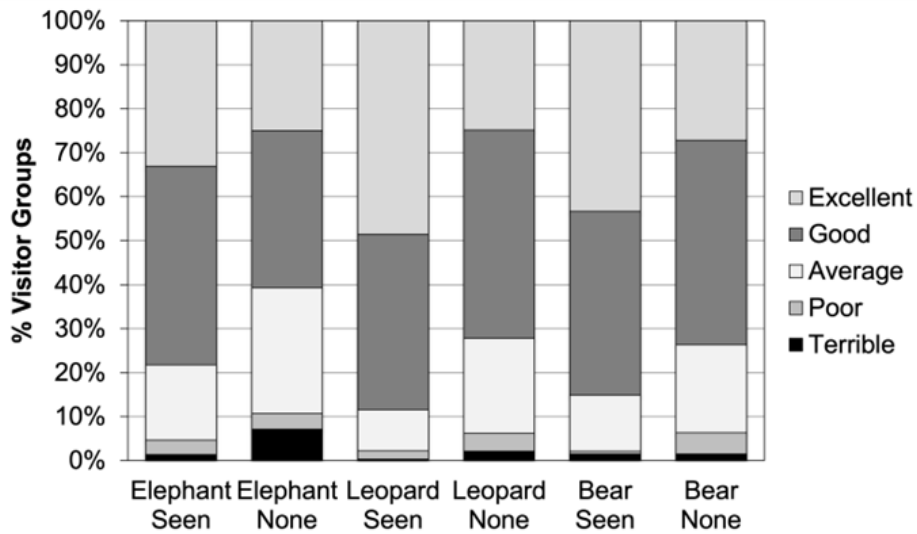 100%
90%
80%
70%
60%
50%
40%
30%
20%
10%
0%
% Visitor Groups
Elephant Seen
Elephant None
Leopard Seen
Leopard None
Bear Seen
Bear None
Excellent
Good
Average
Poor
Terrible